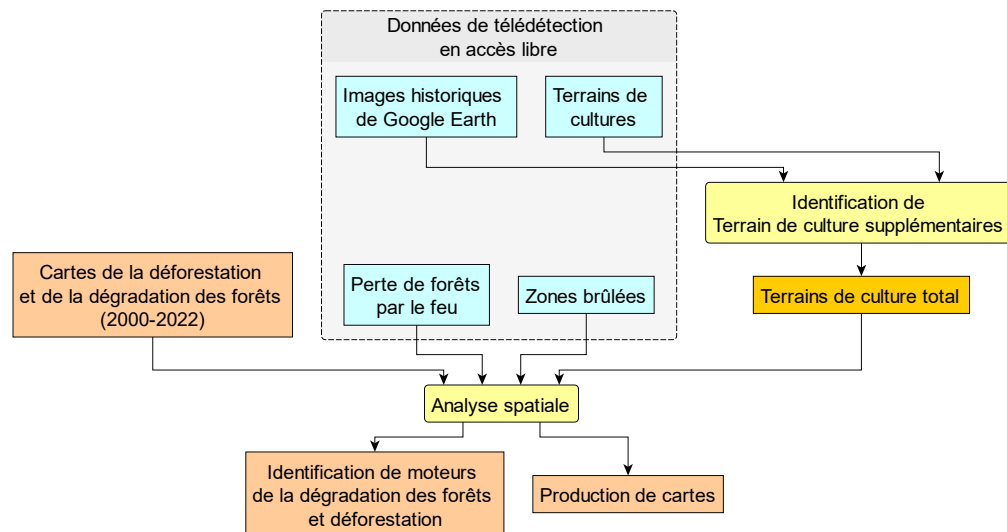 Données de télédétection
en accès libre
Images historiques
de Google Earth
Terrains de
cultures
Identification de
Terrain de culture supplémentaires
Cartes de la déforestation
et de la dégradation des forêts
(2000-2022)
Perte de forêts
par le feu
Zones brûlées
Terrains de culture total
Analyse spatiale
Identification de moteurs
de la dégradation des forêts
et déforestation
Production de cartes